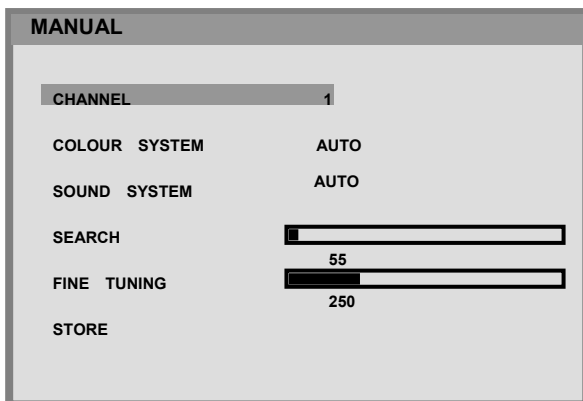 MANUAL
CHANNEL 1
COLOUR SYSTEM AUTO
SOUND SYSTEM AUTO
SEARCH
55
FINE TUNING
250
STORE